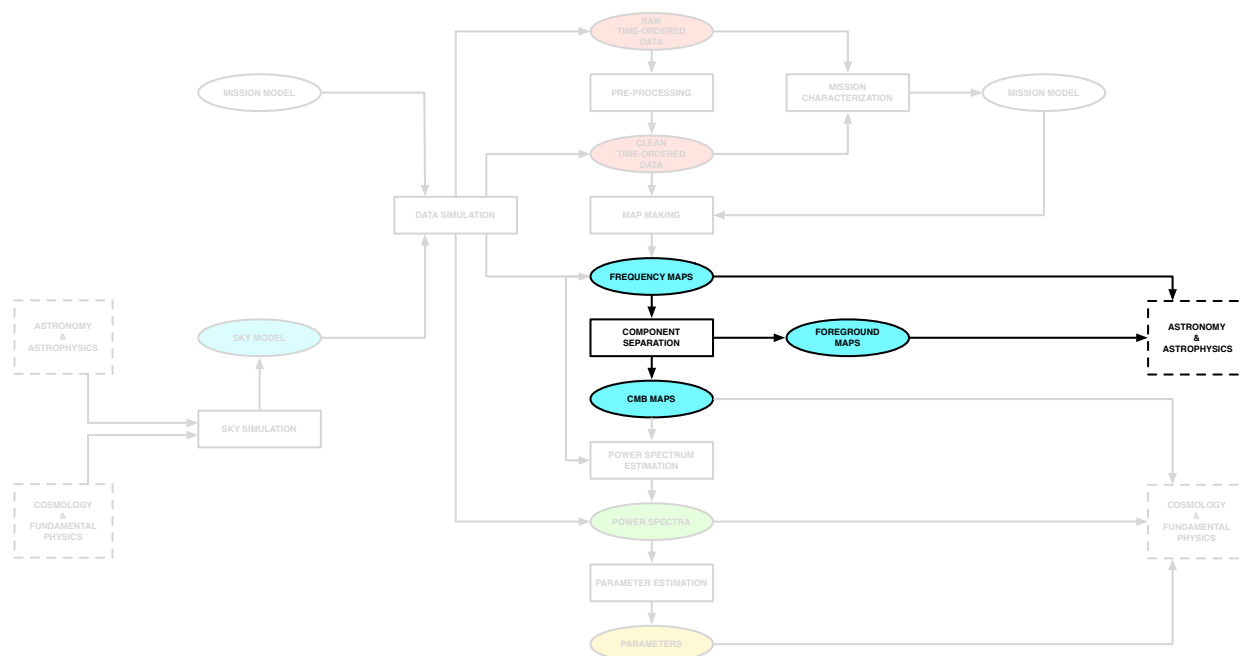 RAW
TIME-ORDERED
DATA
MISSION MODEL
PRE-PROCESSING
MISSION
CHARACTERIZATION
MISSION MODEL
CLEAN
TIME-ORDERED
DATA
DATA SIMULATION
MAP MAKING
FREQUENCY MAPS
ASTRONOMY
&
ASTROPHYSICS
SKY MODEL
COMPONENT
SEPARATION
FOREGROUND
MAPS
ASTRONOMY
&
ASTROPHYSICS
CMB MAPS
SKY SIMULATION
POWER SPECTRUM
ESTIMATION
COSMOLOGY
&
FUNDAMENTAL
PHYSICS
POWER SPECTRA
COSMOLOGY
&
FUNDAMENTAL
PHYSICS
PARAMETER ESTIMATION
PARAMETERS